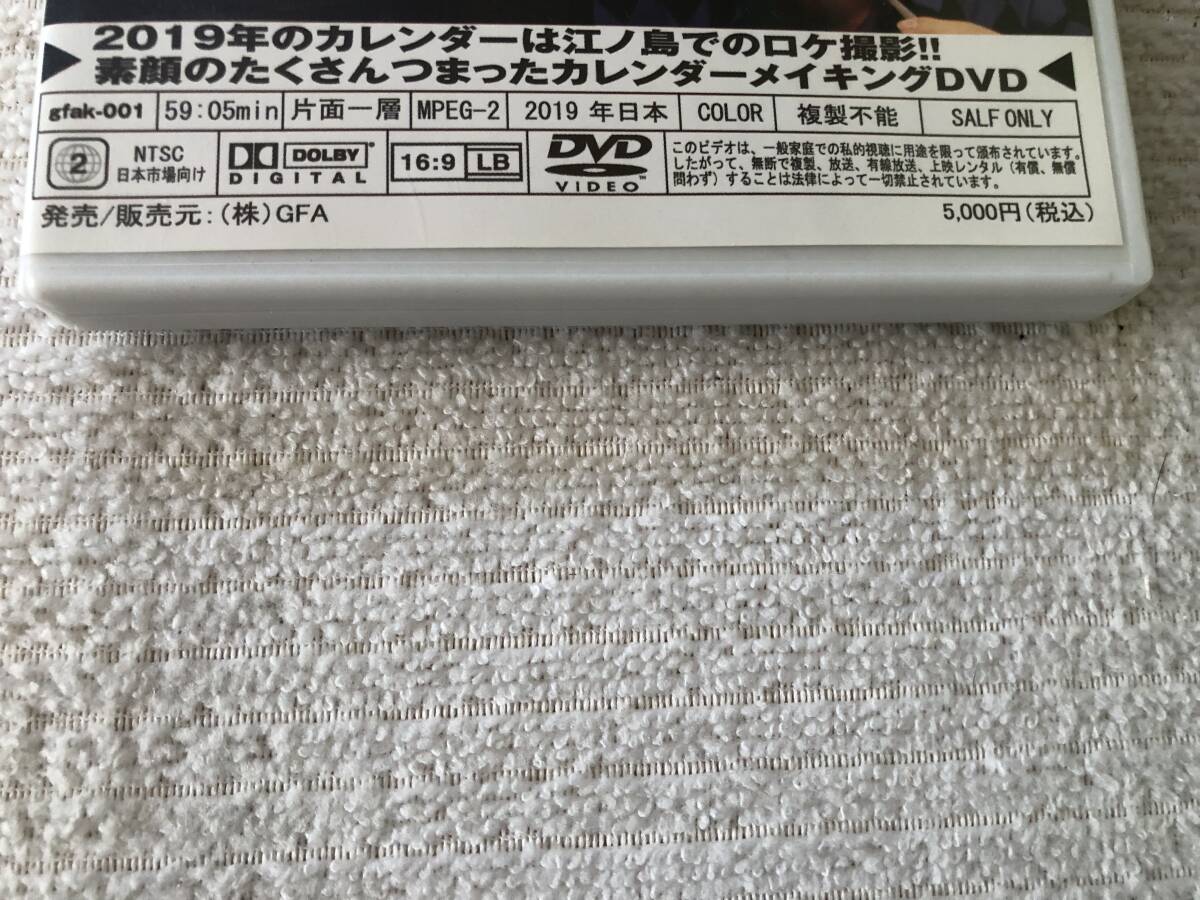 2019年のカレンダーは江ノ島でのロケ撮影!!
素顔のたくさんつまったカレンダーメイキングDVD
gfak-001 59:05min 片面一層 MPEG-2 2019 年日本 COLOR 複製不能 SALF ONLY
2 NTSC 日本市場向け DOLBY DIGITAL 16:9 LB DVD VIDEO™
このビデオは、一般家庭での私的視聴に用途を限って頒布されています。
したがって、無断で複製、放送、有線放送、上映レンタル（有償、無償
問わず）することは法律によって一切禁止されています。
発売/販売元:（株）GFA 5,000円（税込）